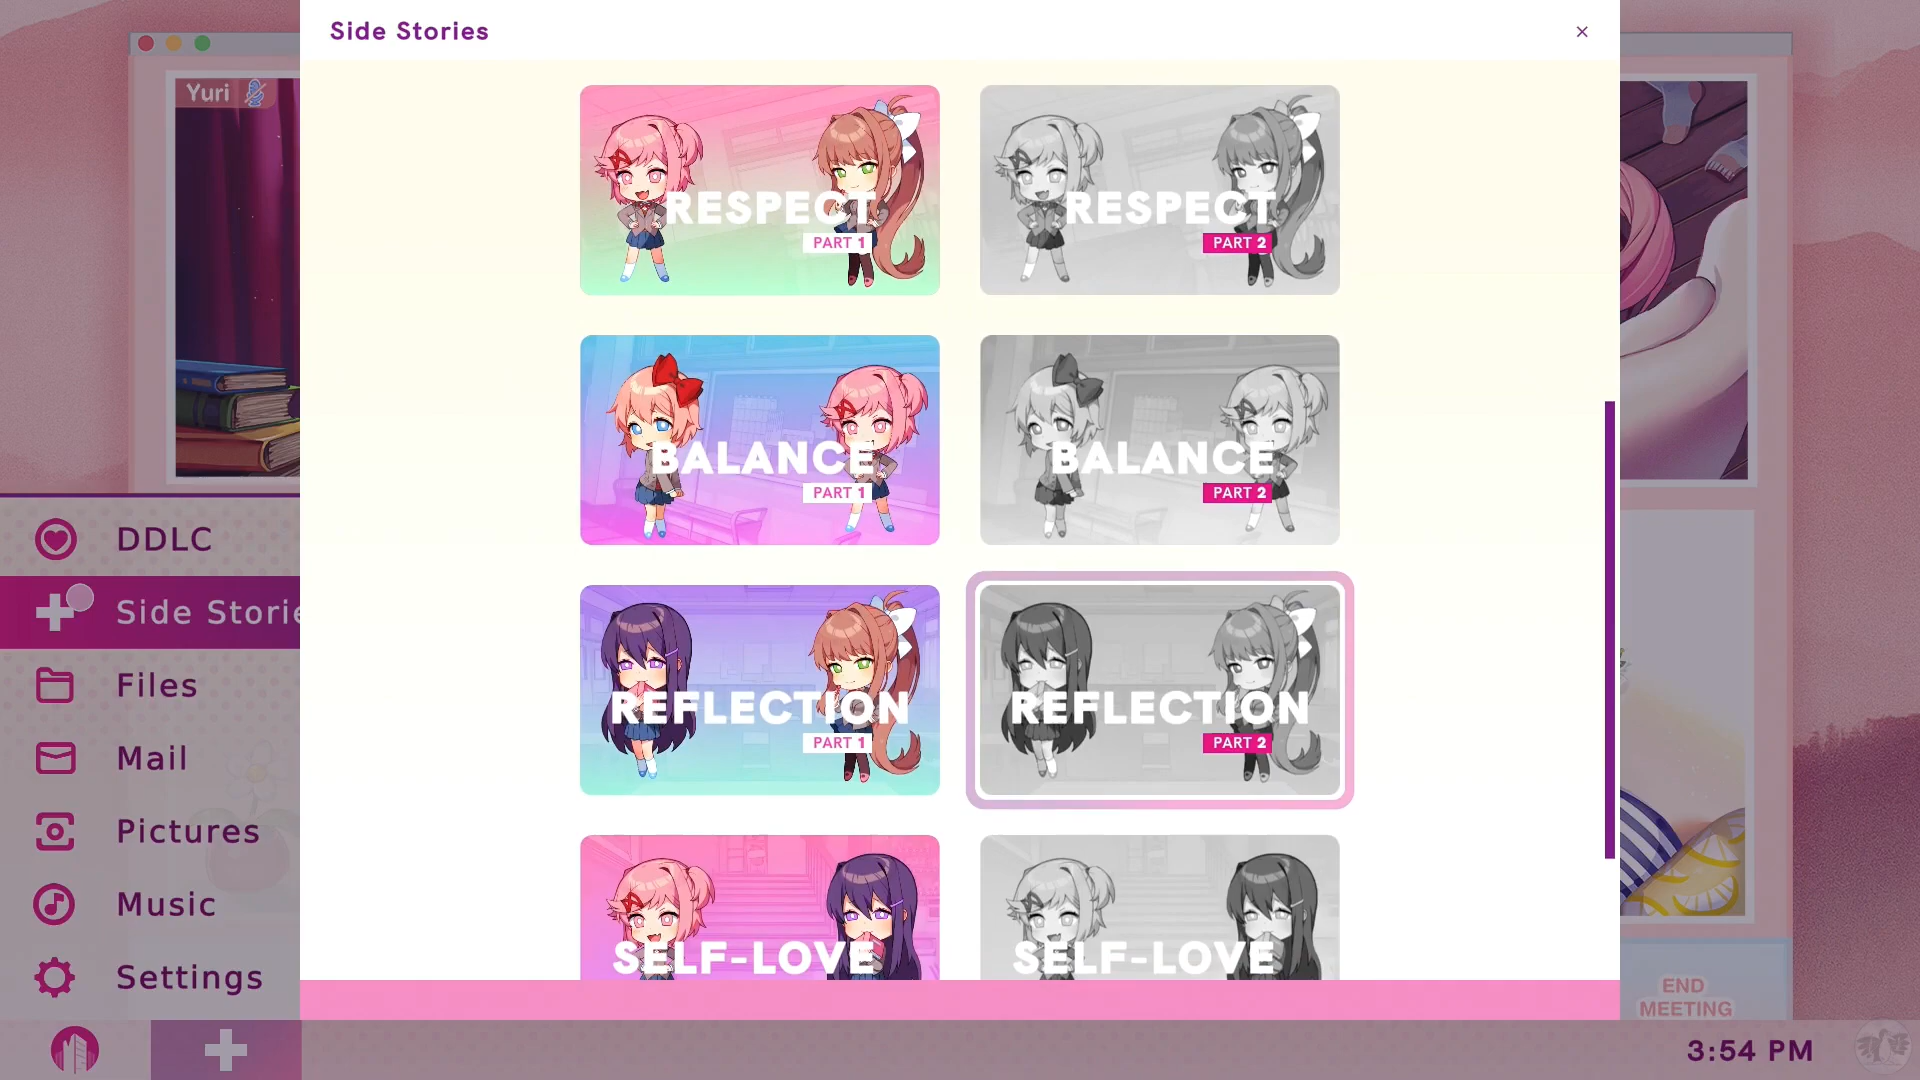 Side Stories
Yuri
RESPECT
PART 1
RESPECT
PART 2
BALANCE
PART 1
BALANCE
PART 2
REFLECTION
PART 1
REFLECTION
PART 2
SELF-LOVE
SELF-LOVE
DDLC
Side Storie
Files
Mail
Pictures
Music
Settings
END
MEETING
3:54 PM